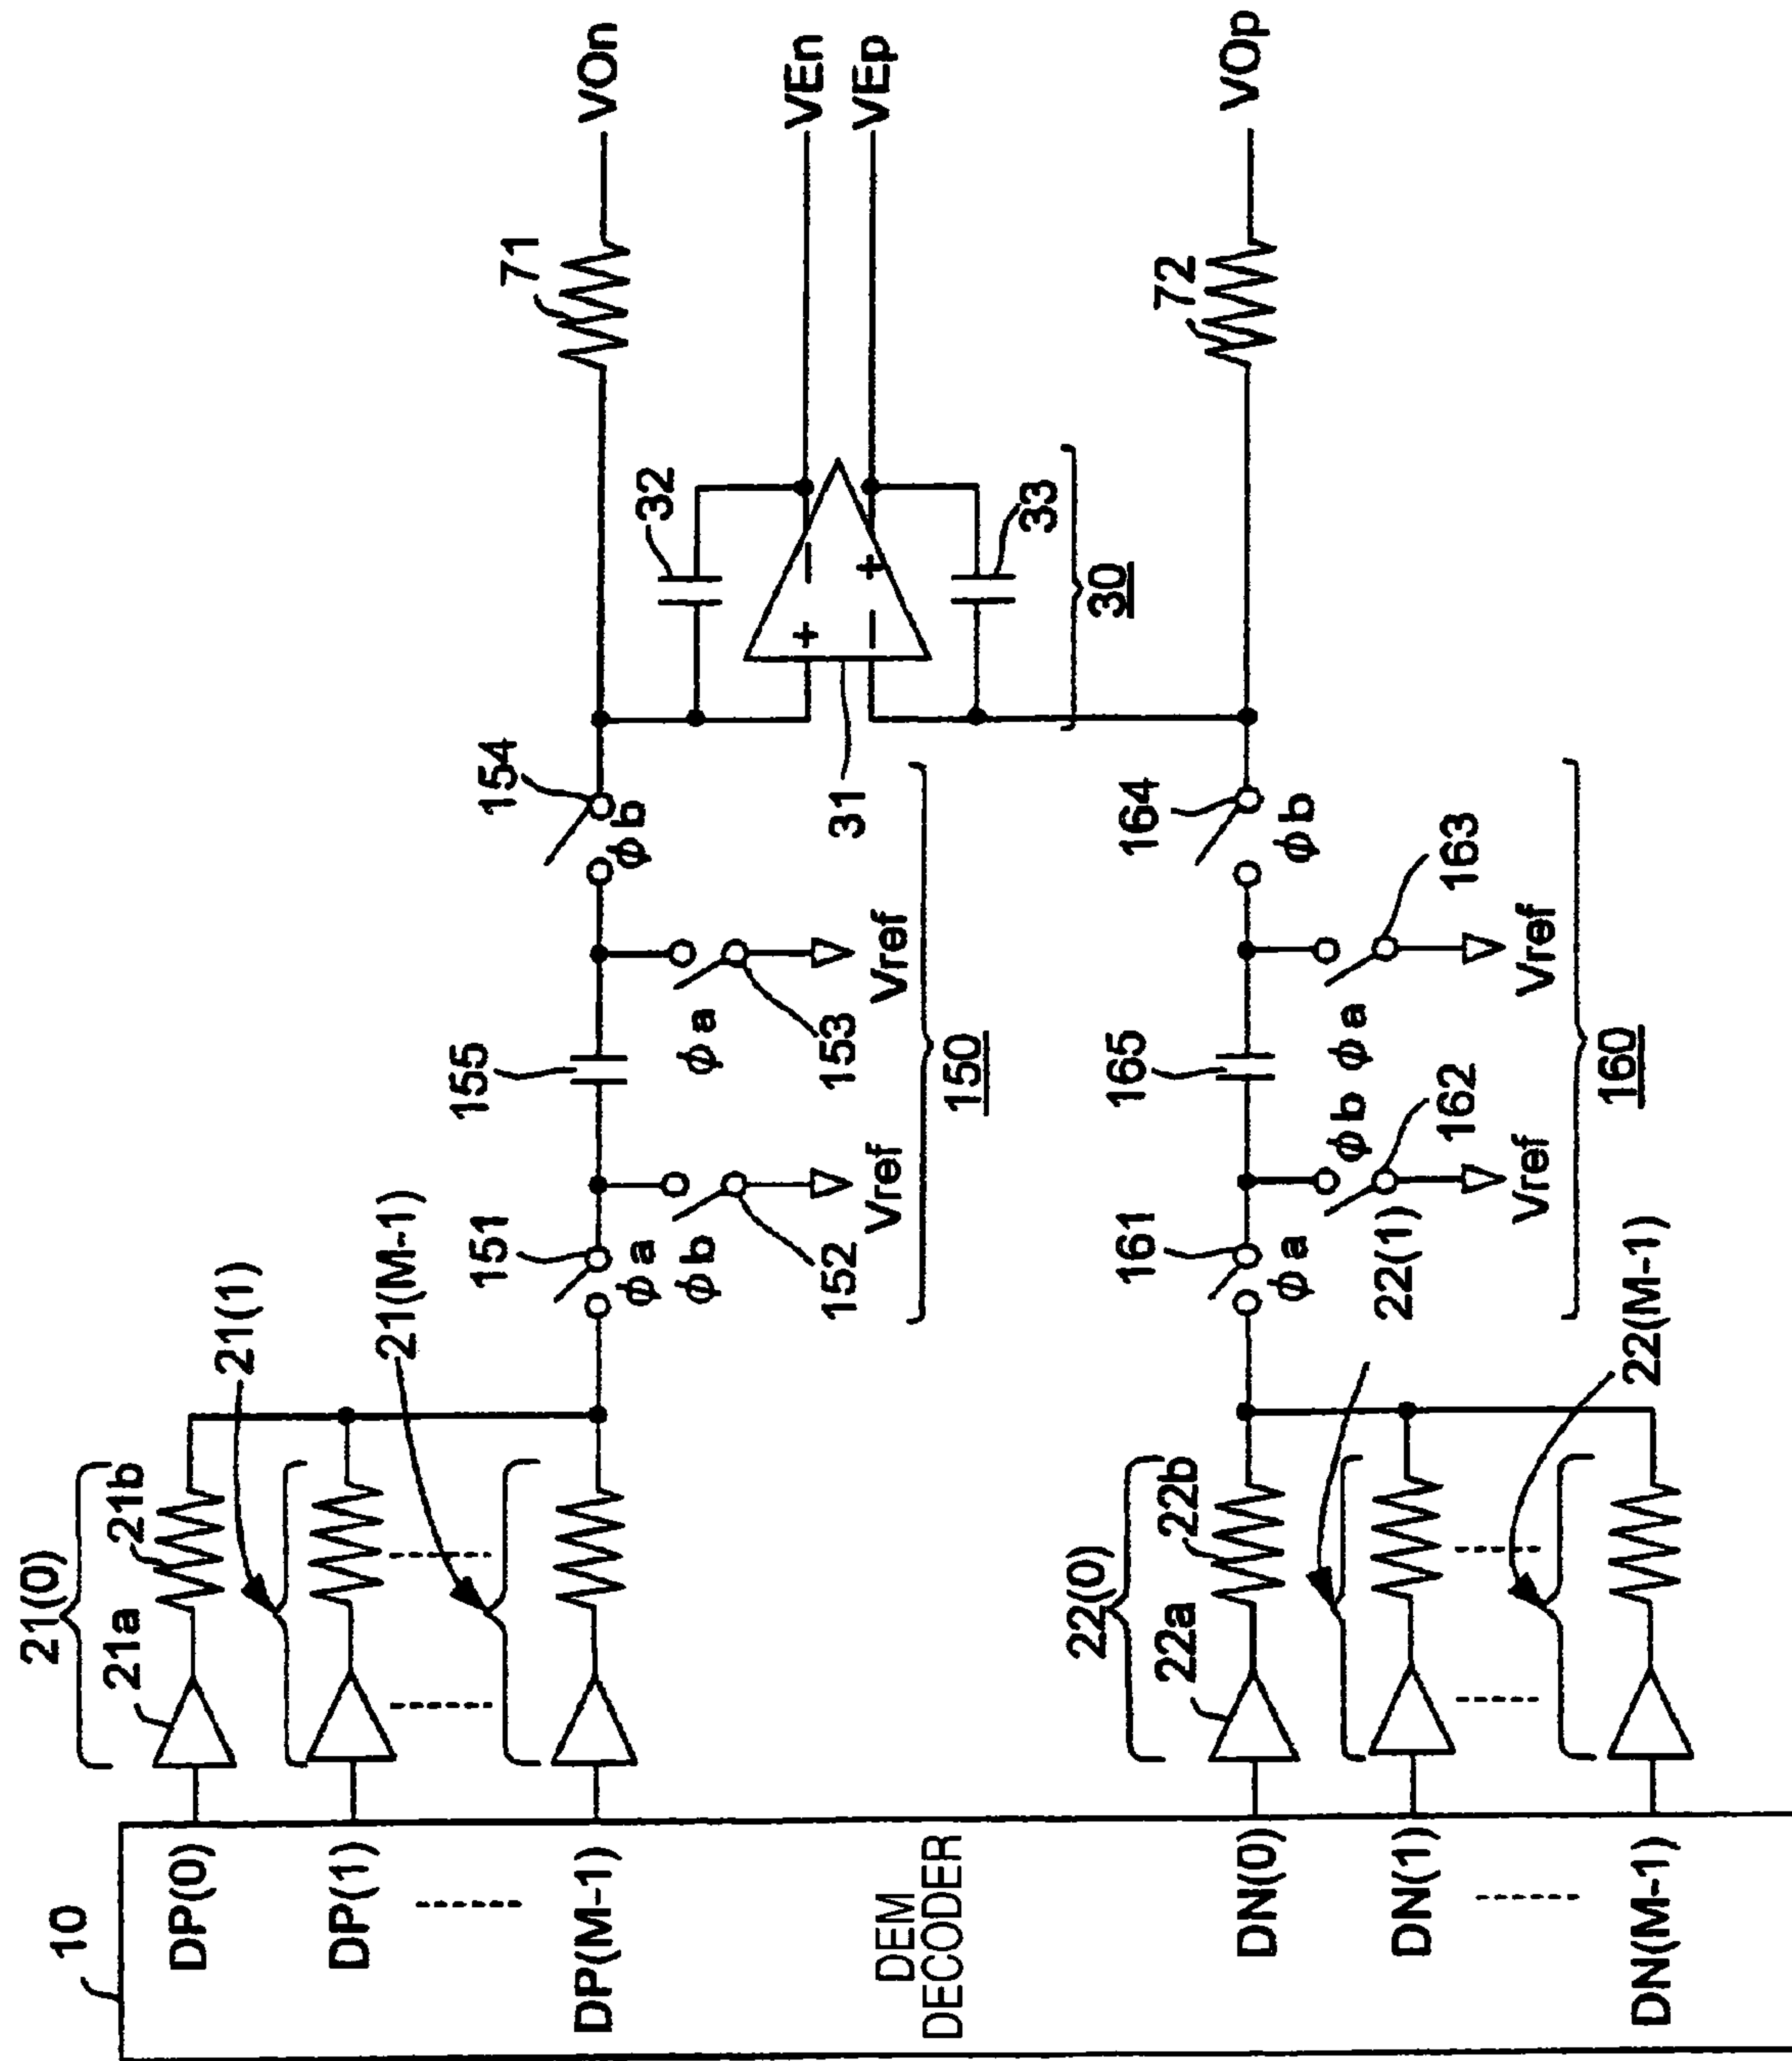 10
DP(0)
DP(1)
DP(M-1)
DEM
DECODER
DN(0)
DN(1)
DN(M-1)
21(0)
21a
21b
21(1)
21(M-1)
22(0)
22a
22b
22(1)
22(M-1)
151
ϕa
ϕb
152
Vref
155
ϕa
153
Vref
154
ϕb
150
161
ϕa
ϕb
162
Vref
165
ϕa
163
Vref
164
ϕb
160
31
32
33
30
+
−
−
+
71
72
VOn
VEn
VEp
VOp